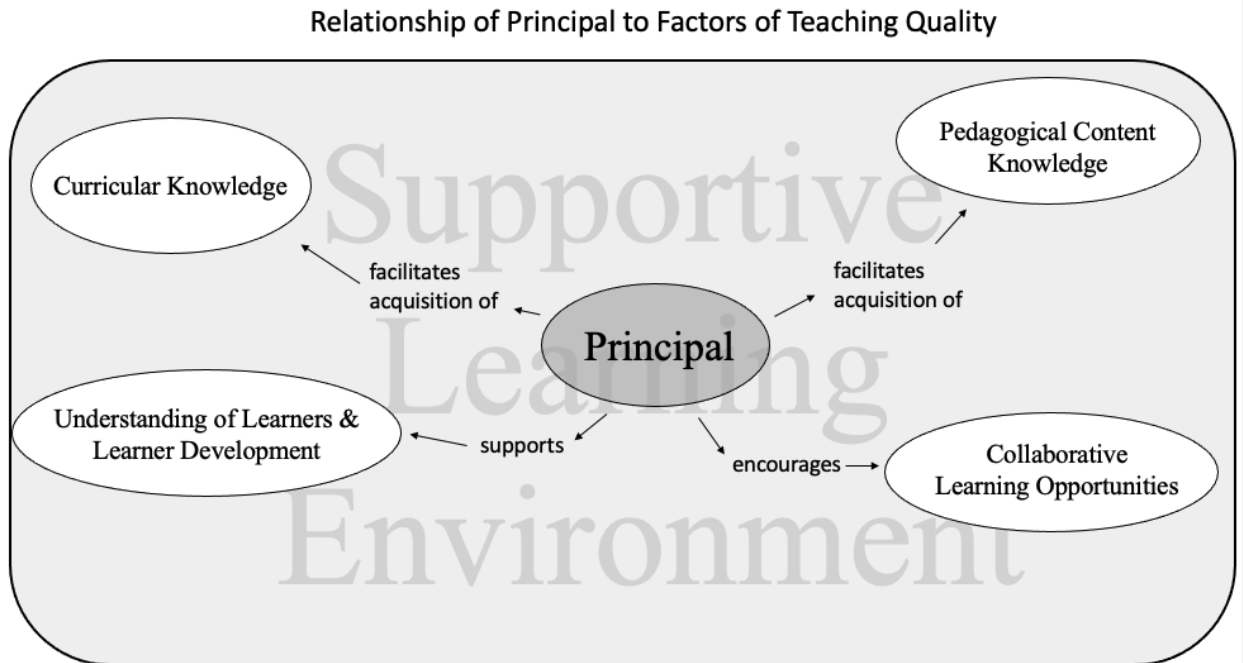 Relationship of Principal to Factors of Teaching Quality
Supportive
Learning
Environment
Curricular Knowledge
Pedagogical Content
Knowledge
facilitates
acquisition of
facilitates
acquisition of
Principal
Understanding of Learners &
Learner Development
supports
encourages
Collaborative
Learning Opportunities